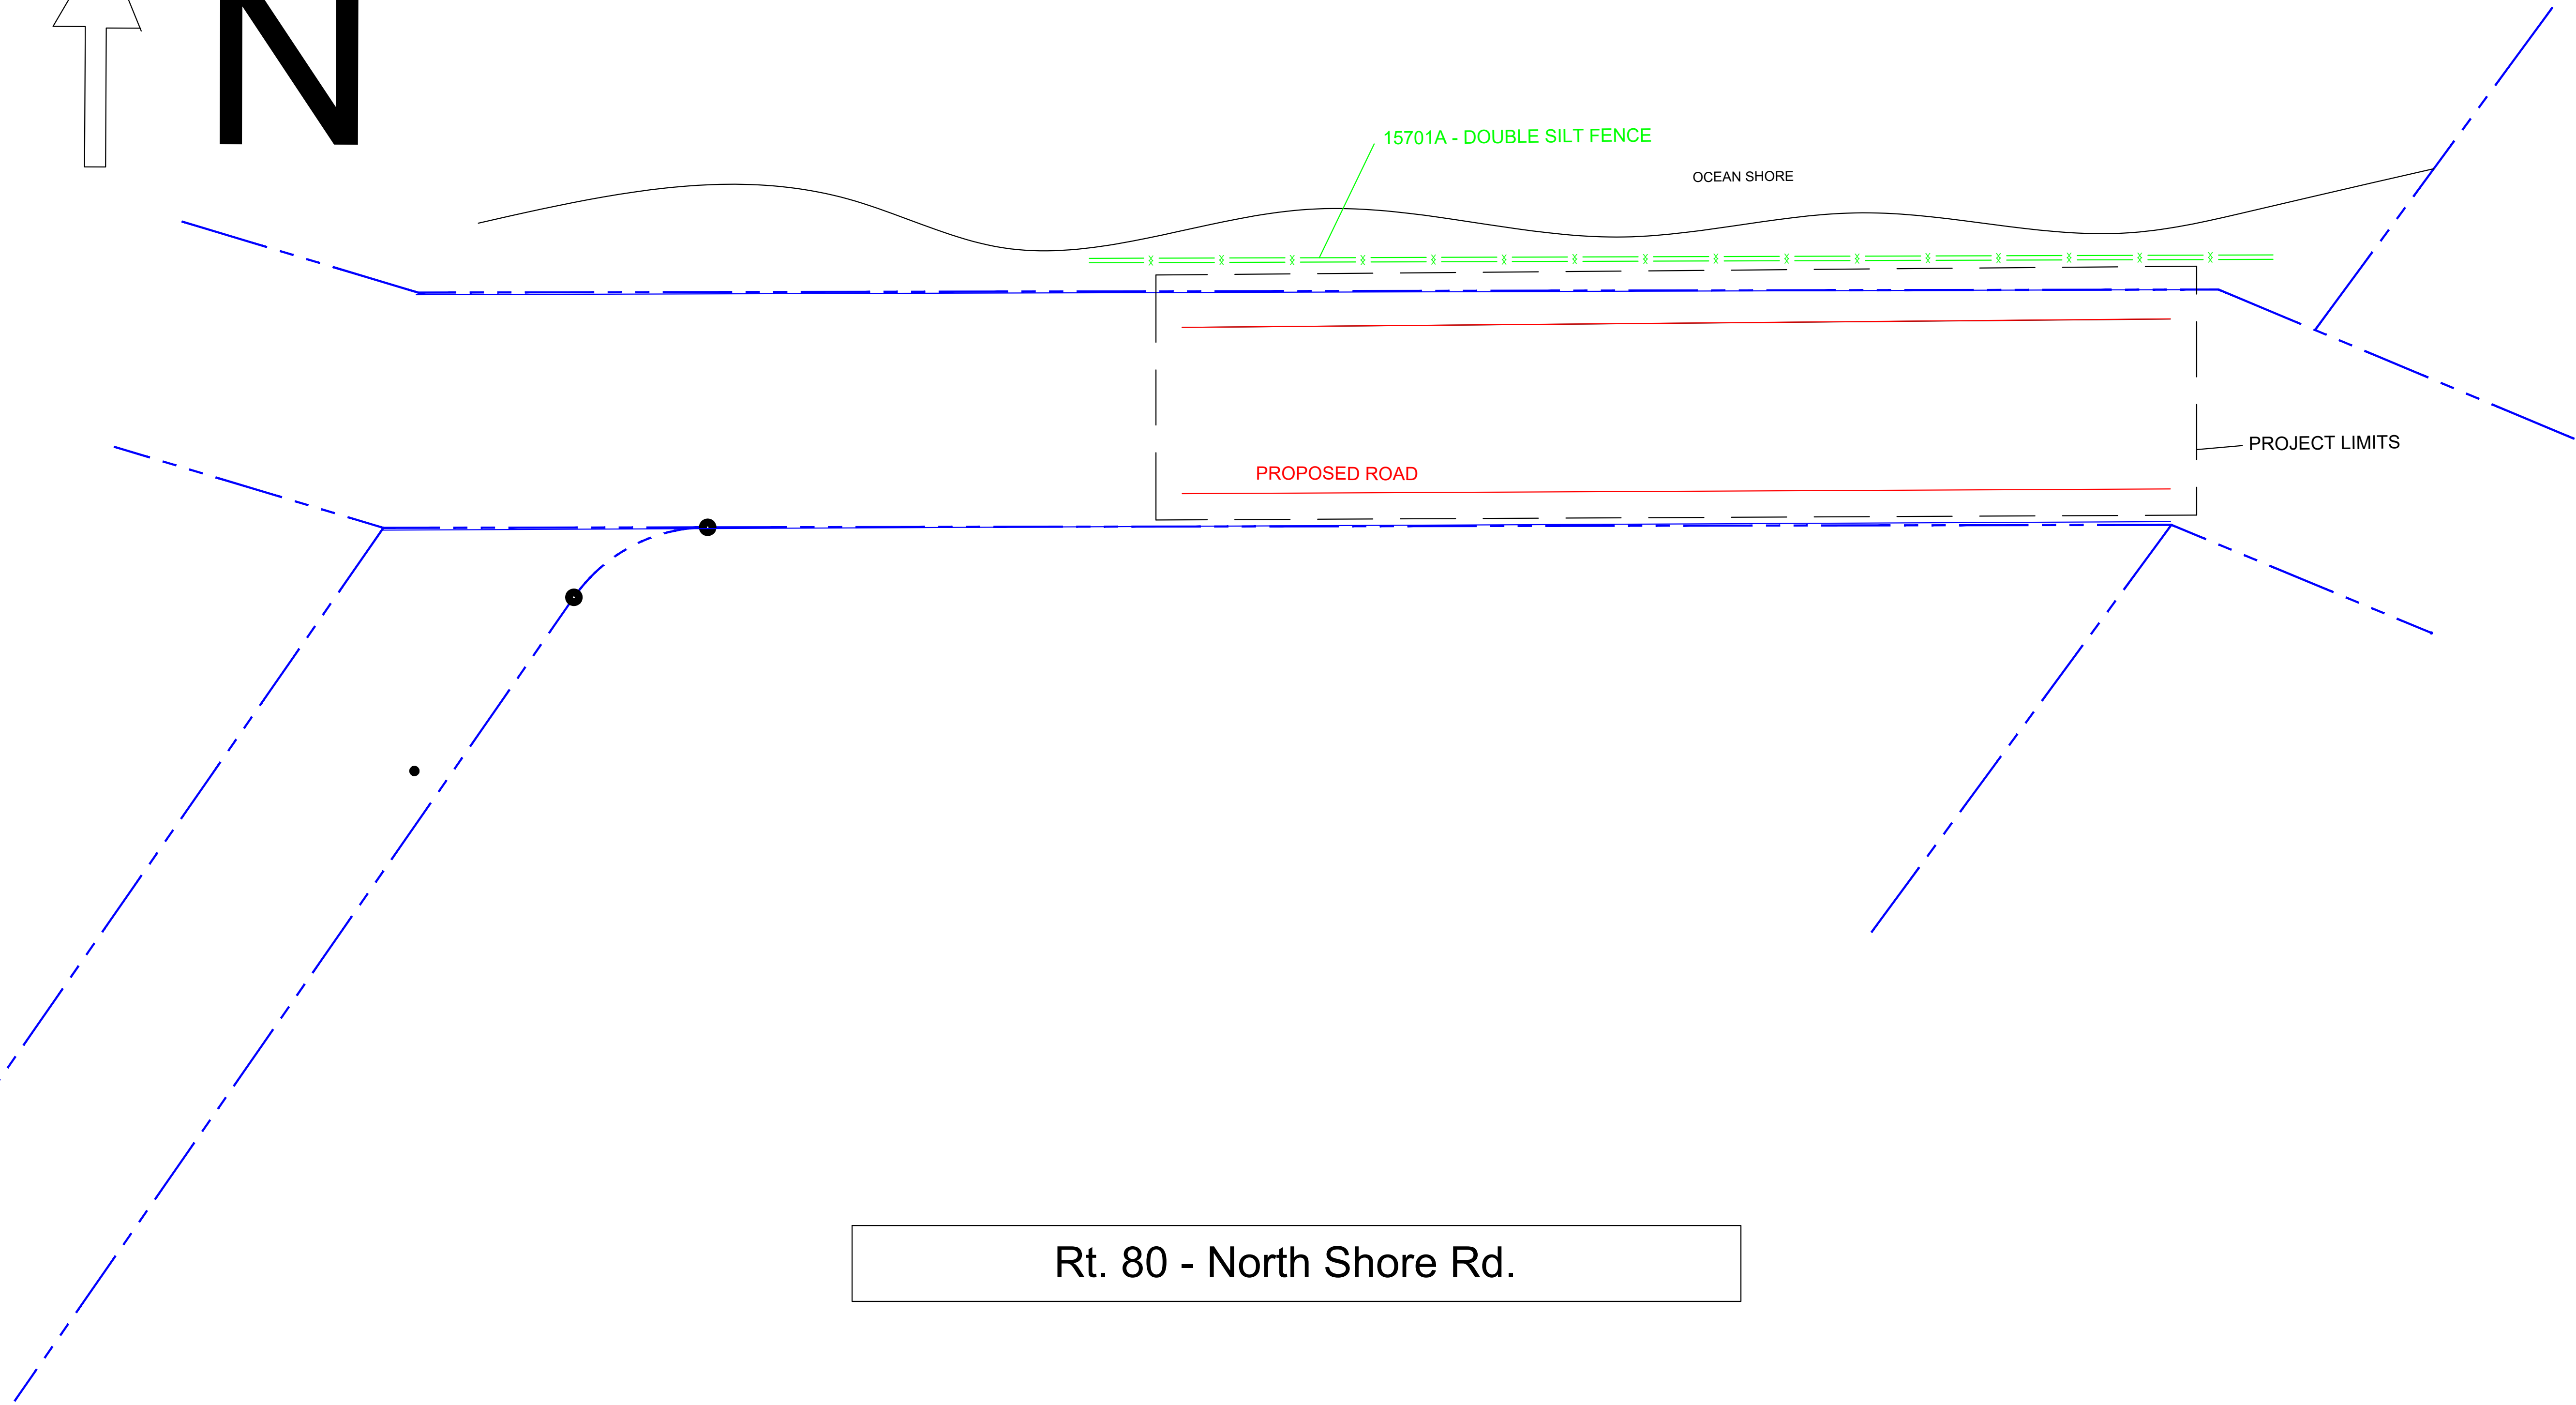 N
15701A - DOUBLE SILT FENCE
OCEAN SHORE
PROJECT LIMITS
PROPOSED ROAD
Rt. 80 - North Shore Rd.